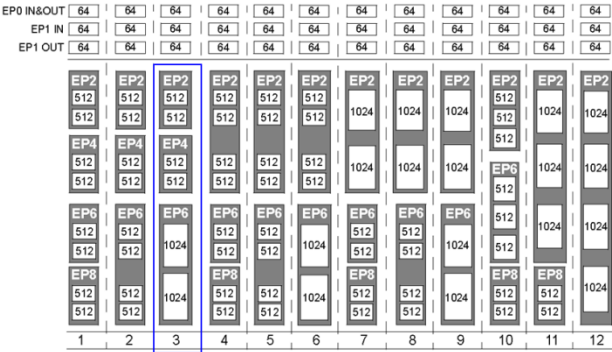 EP0 IN&OUT 64 64 64 64 64 64 64 64 64 64 64 64
EP1 IN 64 64 64 64 64 64 64 64 64 64 64 64
EP1 OUT 64 64 64 64 64 64 64 64 64 64 64 64
EP2 EP2 EP2 EP2 EP2 EP2 EP2 EP2 EP2 EP2 EP2 EP2
512 512 512 512 512 512 512
1024 1024 1024 1024 1024
512 512 512 512 512 512 512
512
EP4 EP4 EP4
512 512 512 512 512 512
1024 1024 1024 EP6 1024 1024
512 512 512 512 512 512 512
EP6 EP6 EP6 EP6 EP6 EP6 EP6 EP6 EP6 512
512 512 512 512 512 512 1024
1024 1024 1024 512
512 512 512 512 512 512
EP8 EP8 EP8 EP8 EP8
1024
512 512 512 512 512 512 512 512
1024 1024 1024
512 512 512 512 512 512 512 512
1 2 3 4 5 6 7 8 9 10 11 12